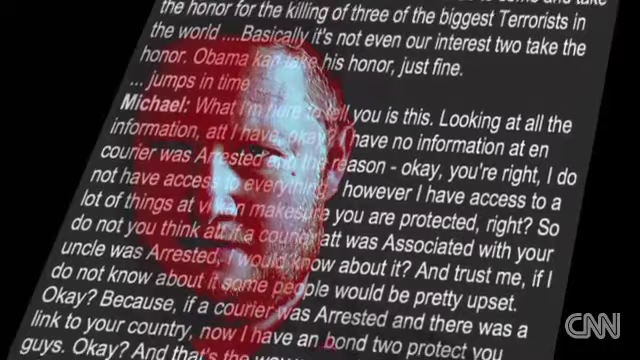 the honor for the killing of three of the biggest Terrorists in
the world ....Basically it's not even our interest two take the
honor. Obama kan take his honor, just fine.
... jumps in time
Michael: What I'm here to tell you is this. Looking at all the
information, att I have, okay? I have no information at en
courier was Arrested and the reason - okay, you're right, I do
not have access to everything - however I have access to a
lot of things at makesure you are protected, right? So
do not you think att if a courier att was Associated with your
uncle was Arrested, I would know about it? And trust me, if I
do not know about it some people would be pretty upset.
Okay? Because, if a courier was Arrested and there was a
link to your country, now I have an bond two protect you
guys. Okay? And that's the
CNN